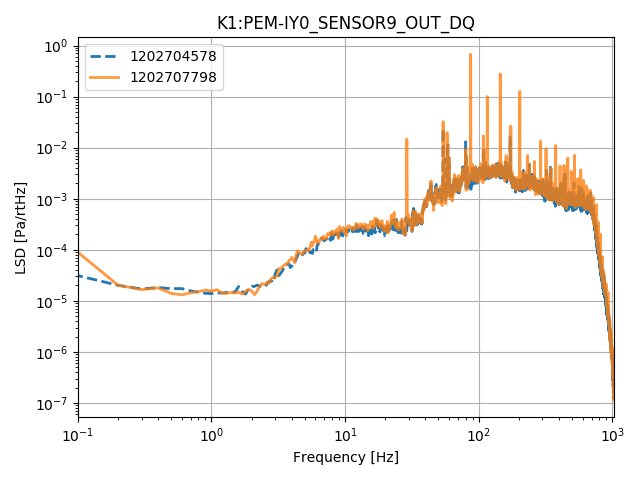 K1:PEM-IY0_SENSOR9_OUT_DQ
1202704578
1202707798
LSD [Pa/rtHz]
10⁰
10⁻¹
10⁻²
10⁻³
10⁻⁴
10⁻⁵
10⁻⁶
10⁻⁷
10⁻¹ 10⁰ 10¹ 10² 10³
Frequency [Hz]